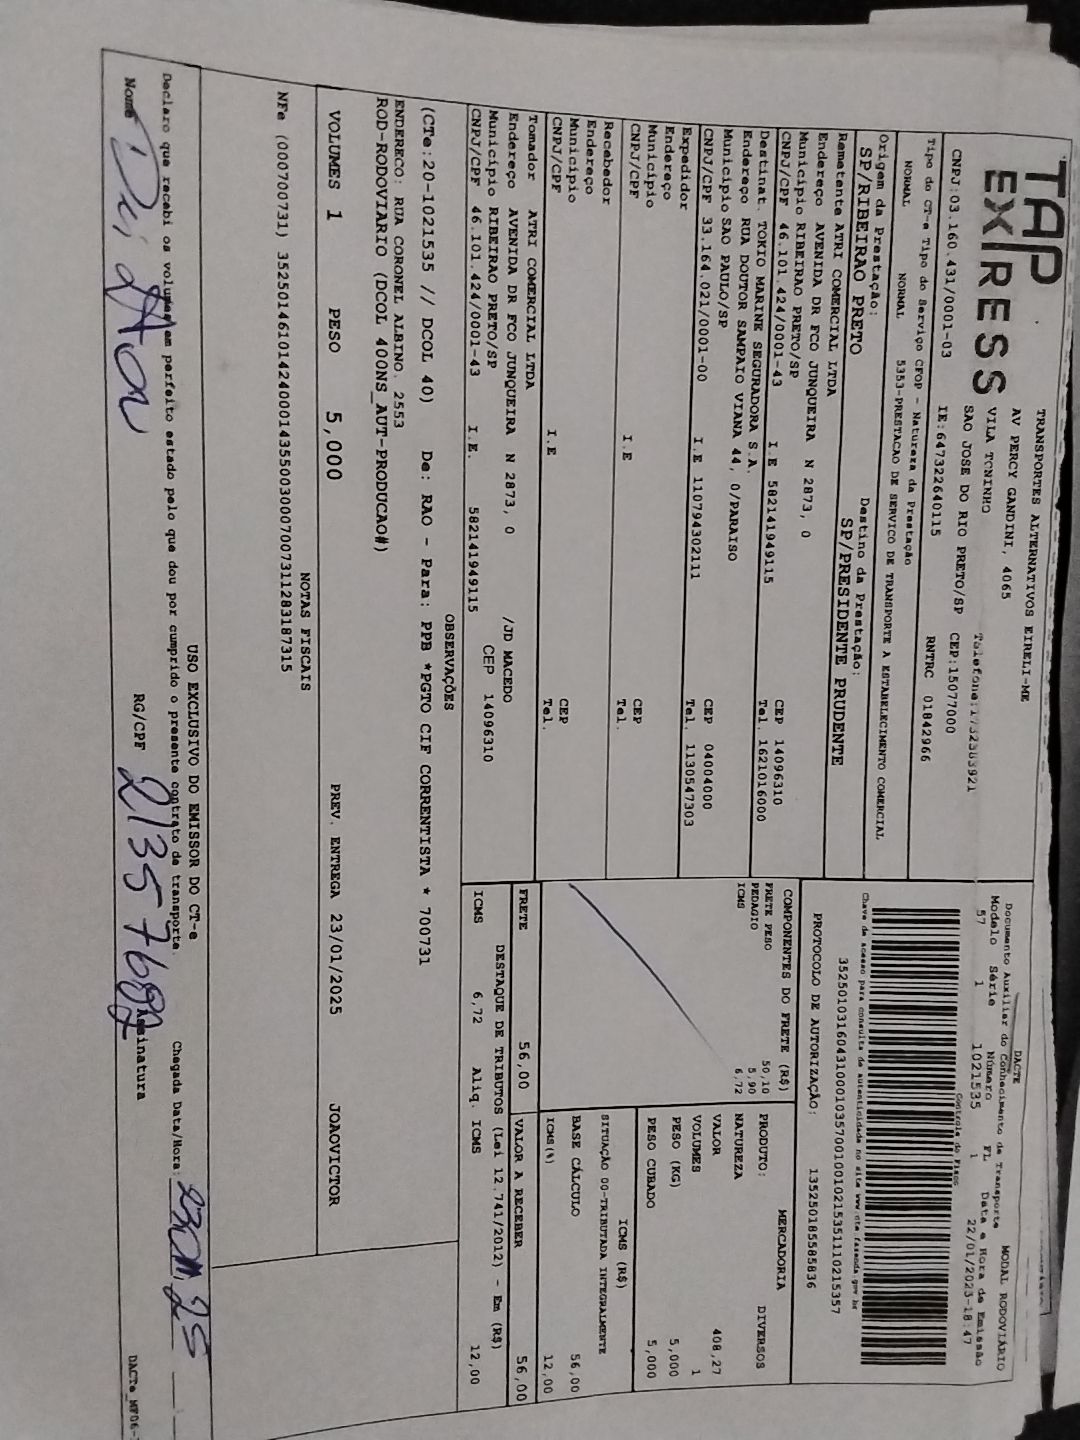 TAP
EXPRESS
TRANSPORTES ALTERNATIVOS EIRELI-ME
AV PERCY GANDINI, 4065
VILA TONINHO
SAO JOSE DO RIO PRETO/SP CEP:15077000
CNPJ:03.160.431/0001-03 IE:647322640115 RNTRC 01842966
Tipo do CT-e Tipo do Serviço CFOP - Natureza da Prestação
NORMAL NORMAL 5353-PRESTACAO DE SERVICO DE TRANSPORTE A ESTABELECIMENTO COMERCIAL
Origem da Prestação: Destino da Prestação:
SP/RIBEIRAO PRETO SP/PRESIDENTE PRUDENTE
Remetente ATRI COMERCIAL LTDA
Endereço AVENIDA DR FCO JUNQUEIRA N 2873, 0
Municipio RIBEIRAO PRETO/SP CEP 14096310
CNPJ/CPF 46.101.424/0001-43 I.E 582141949115 Tel. 1621016000
Destinat. TOKIO MARINE SEGURADORA S.A.
Endereço RUA DOUTOR SAMPAIO VIANA 44, 0/PARAISO
Municipio SAO PAULO/SP CEP 04004000
CNPJ/CPF 33.164.021/0001-00 I.E 110794302111 Tel. 1130547303
Expedidor
Endereço
Município CEP
CNPJ/CPF I.E Tel.
Recebedor
Endereço
Município CEP
CNPJ/CPF I.E Tel.
Tomador ATRI COMERCIAL LTDA
Endereço AVENIDA DR FCO JUNQUEIRA N 2873, 0 /JD MACEDO
Município RIBEIRAO PRETO/SP CEP 14096310
CNPJ/CPF 46.101.424/0001-43 I.E. 582141949115
DACTE
Documento Auxiliar do Conhecimento de Transporte MODAL RODOVIÁRIO
Modelo Série Número FL Data e Hora de Emissão
57 1 1021535 1
Controle do Fisco
Chave de acesso para consulta de autenticidade no site www.cte.fazenda.gov.br
PROTOCOLO DE AUTORIZAÇÃO: 135250185585836
COMPONENTES DO FRETE (R$)
FRETE PESO 50,10
PEDAGIO 5,90
ICMS 6,72
MERCADORIA
PRODUTO: DIVERSOS
NATUREZA
VALOR 408,27
VOLUMES 1
PESO (KG) 5,000
PESO CUBADO 5,000
ICMS (R$)
SITUAÇÃO 00-TRIBUTADA INTEGRALMENTE
BASE CÁLCULO 56,00
ICMS(%) 12,00
FRETE 56,00 VALOR A RECEBER 56,00
DESTAQUE DE TRIBUTOS (Lei 12.741/2012) - Em (R$)
ICMS 6,72 Aliq. ICMS 12,00
OBSERVAÇÕES
(CTe:20-1021535 // DCOL 40) De: RAO - Para: PPB *PGTO CIF CORRENTISTA * 700731
ENDERECO: RUA CORONEL ALBINO. 2553
ROD-RODOVIARIO (DCOL 400NS_AUT-PRODUCAO#)
VOLUMES 1 PESO 5,000 PREV. ENTREGA 23/01/2025 JOAOVICTOR
NOTAS FISCAIS
NFe (000700731) 35250146101424000143550030007007311283187315
USO EXCLUSIVO DO EMISSOR DO CT-e
Declaro que recebi os volumes em perfeito estado pelo que dou por cumprido o presente contrato de transporte.
Chegada Data/Hora:
Nome RG/CPF Assinatura